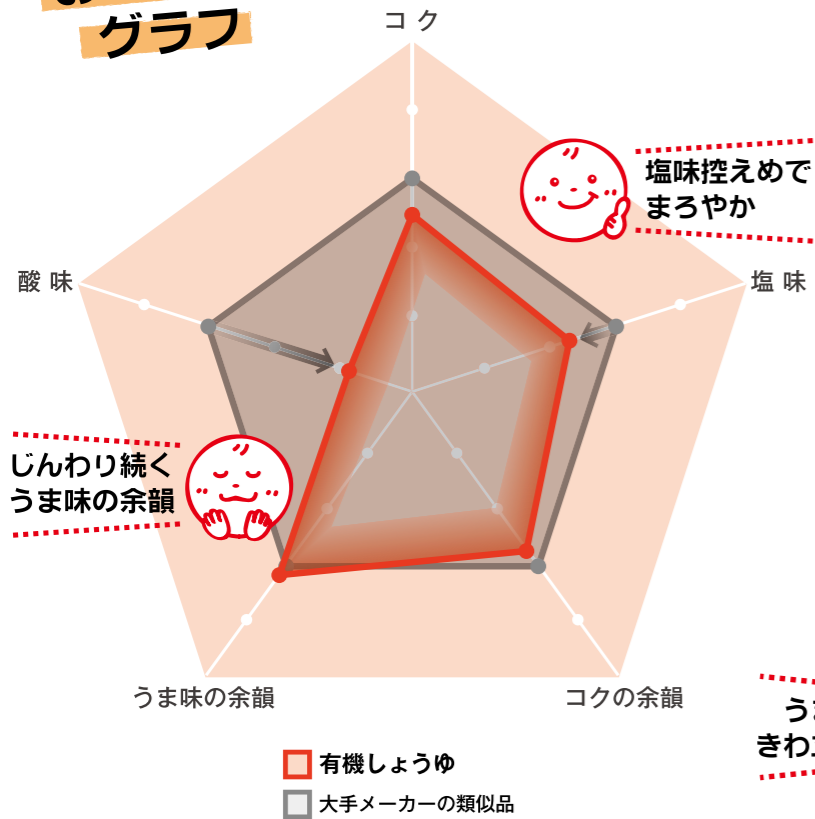 グラフ
コク
塩味控えめで
まろやか
酸味
塩味
じんわり続く
うま味の余韻
うま味の余韻
コクの余韻
有機しょうゆ
大手メーカーの類似品